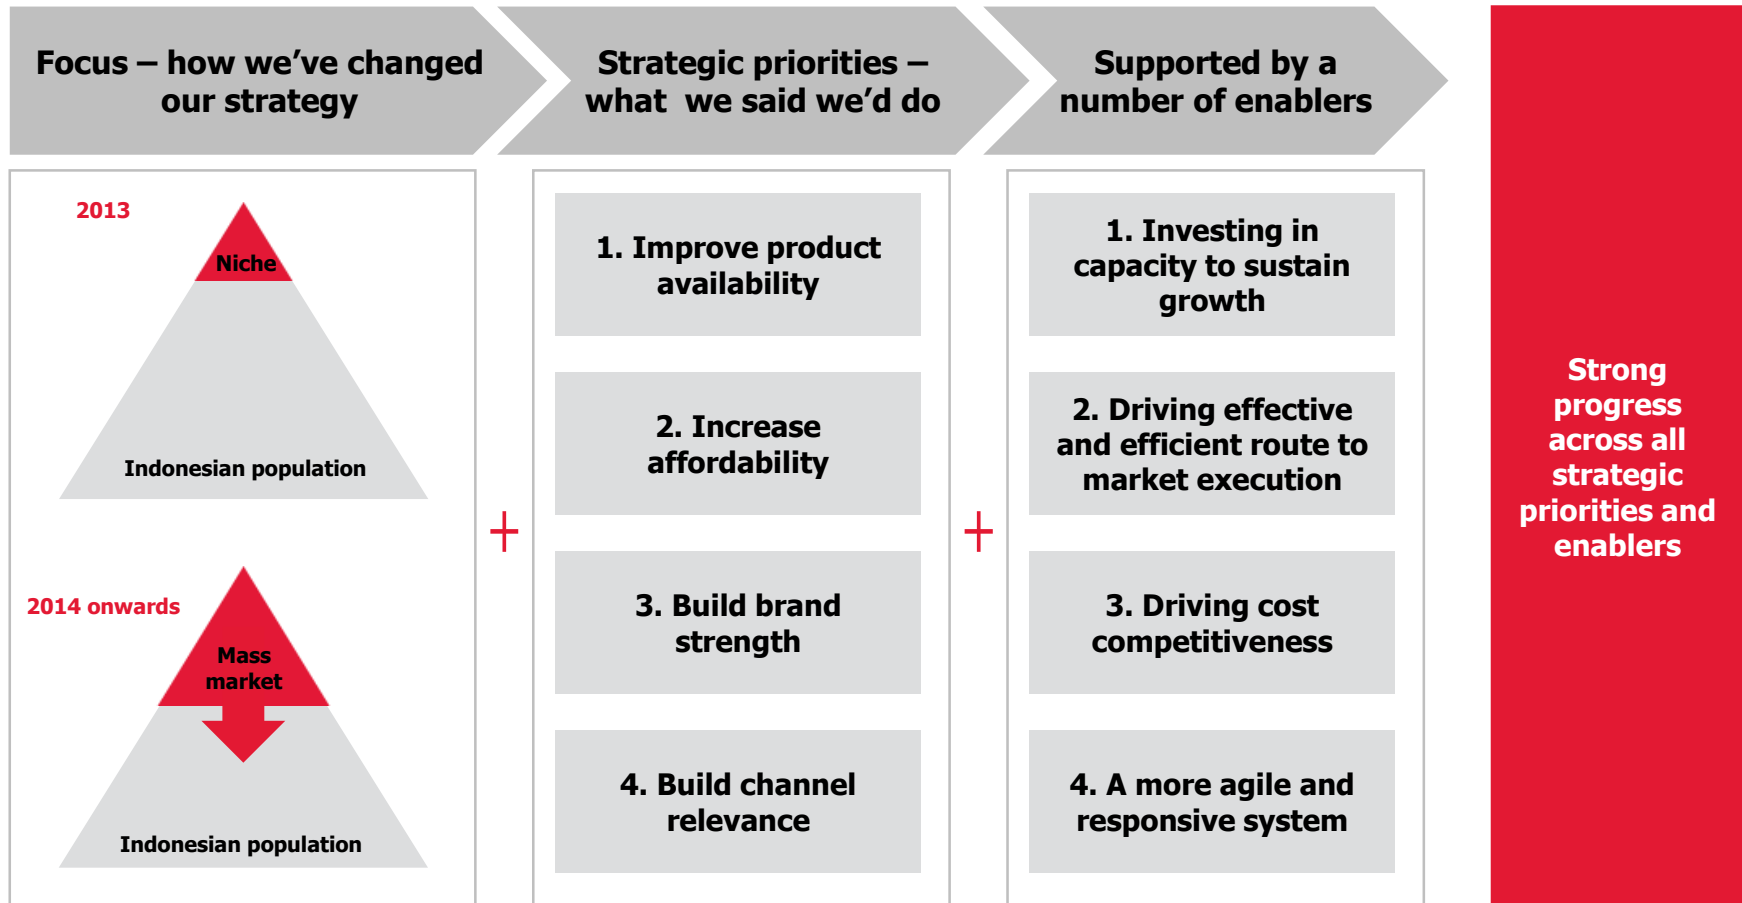 Focus – how we’ve changed
our strategy
Strategic priorities –
what  we said we’d do
Supported by a
number of enablers
2013
Niche
Indonesian population
2014 onwards
Mass
market
Indonesian population
+
1. Improve product
availability
2. Increase
affordability
3. Build brand
strength
4. Build channel
relevance
+
1. Investing in
capacity to sustain
growth
2. Driving effective
and efficient route to
market execution
3. Driving cost
competitiveness
4. A more agile and
responsive system
Strong
progress
across all
strategic
priorities and
enablers